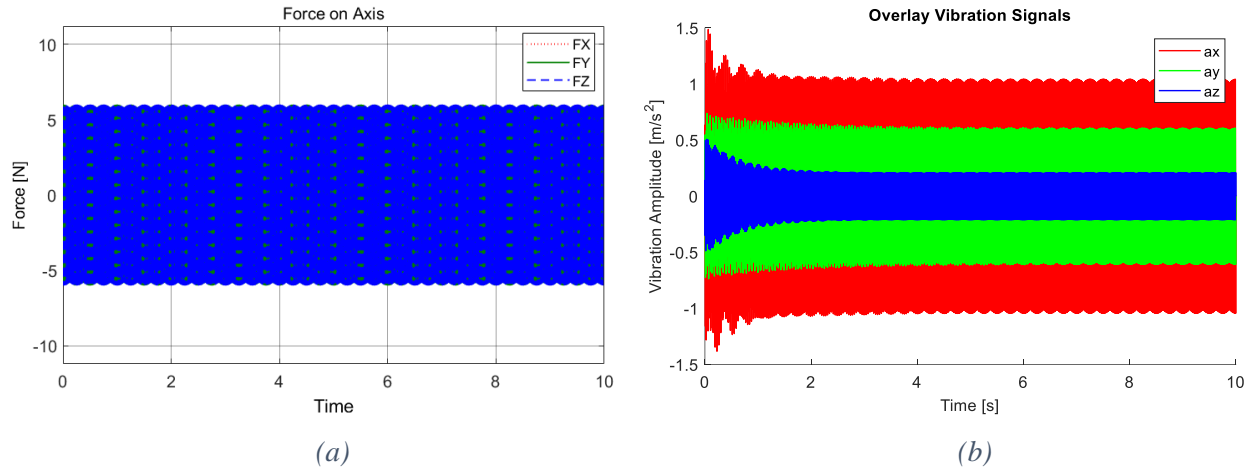 Force on Axis
10
5
0
-5
-10
Force [N]
0 2 4 6 8 10
Time
FX
FY
FZ
(a)
Overlay Vibration Signals
1.5
1
0.5
0
-0.5
-1
-1.5
Vibration Amplitude [m/s²]
0 2 4 6 8 10
Time [s]
ax
ay
az
(b)